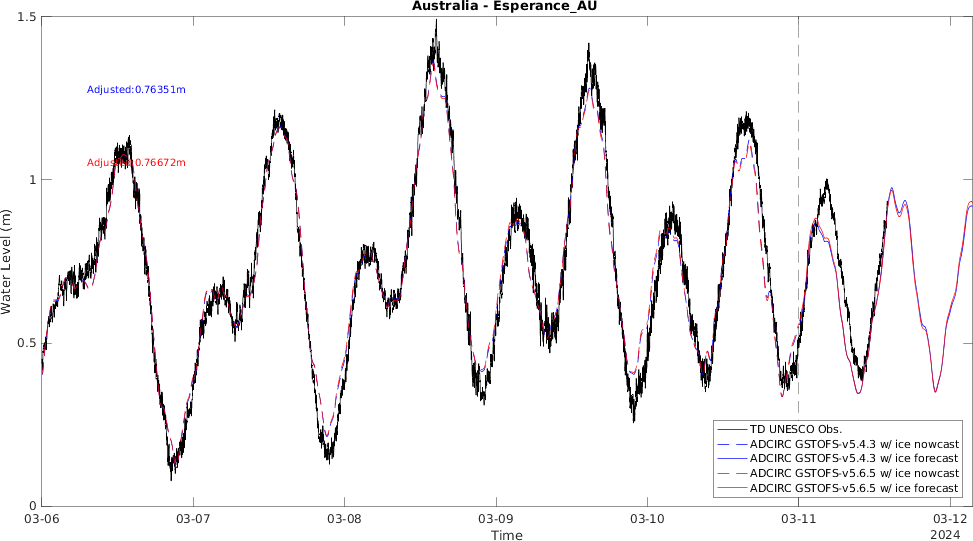 Australia - Esperance_AU
1.5
Adjusted:0.76351m
Adjusted:0.76672m
1
Water Level (m)
0.5
TD UNESCO Obs.
ADCIRC GSTOFS-v5.4.3 w/ ice nowcast
ADCIRC GSTOFS-v5.4.3 w/ ice forecast
ADCIRC GSTOFS-v5.6.5 w/ ice nowcast
ADCIRC GSTOFS-v5.6.5 w/ ice forecast
0
03-06 03-07 03-08 03-09 03-10 03-11 03-12
Time 2024